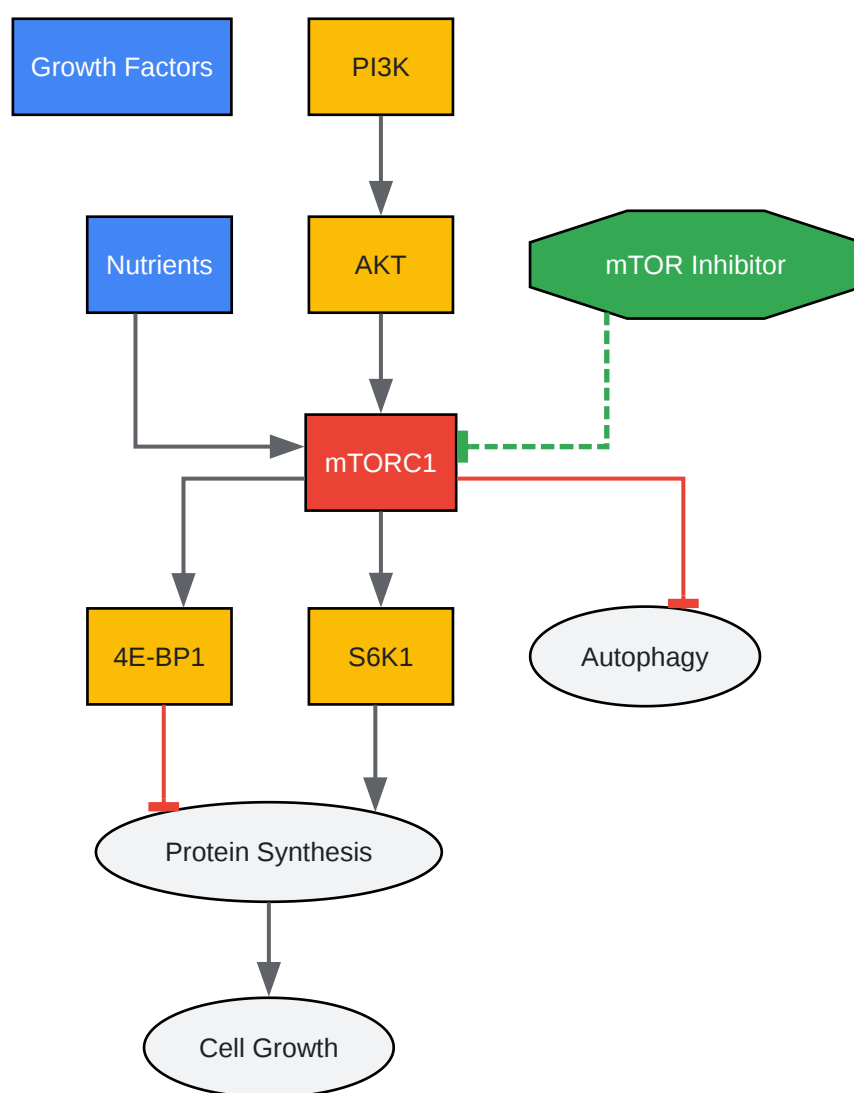 Growth Factors
PI3K
Nutrients
AKT
mTOR Inhibitor
mTORC1
4E-BP1
S6K1
Autophagy
Protein Synthesis
Cell Growth